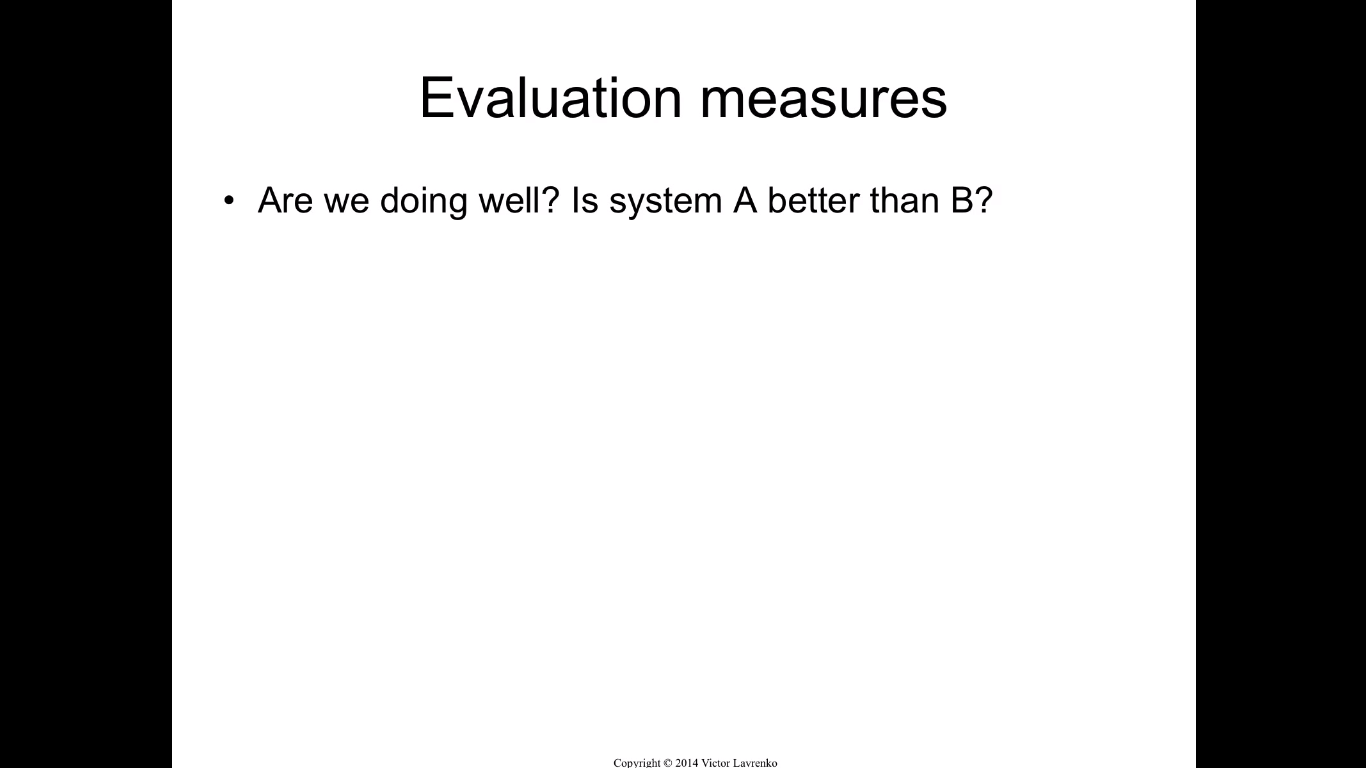 Evaluation measures
• Are we doing well? Is system A better than B?
Copyright © 2014 Victor Lavrenko